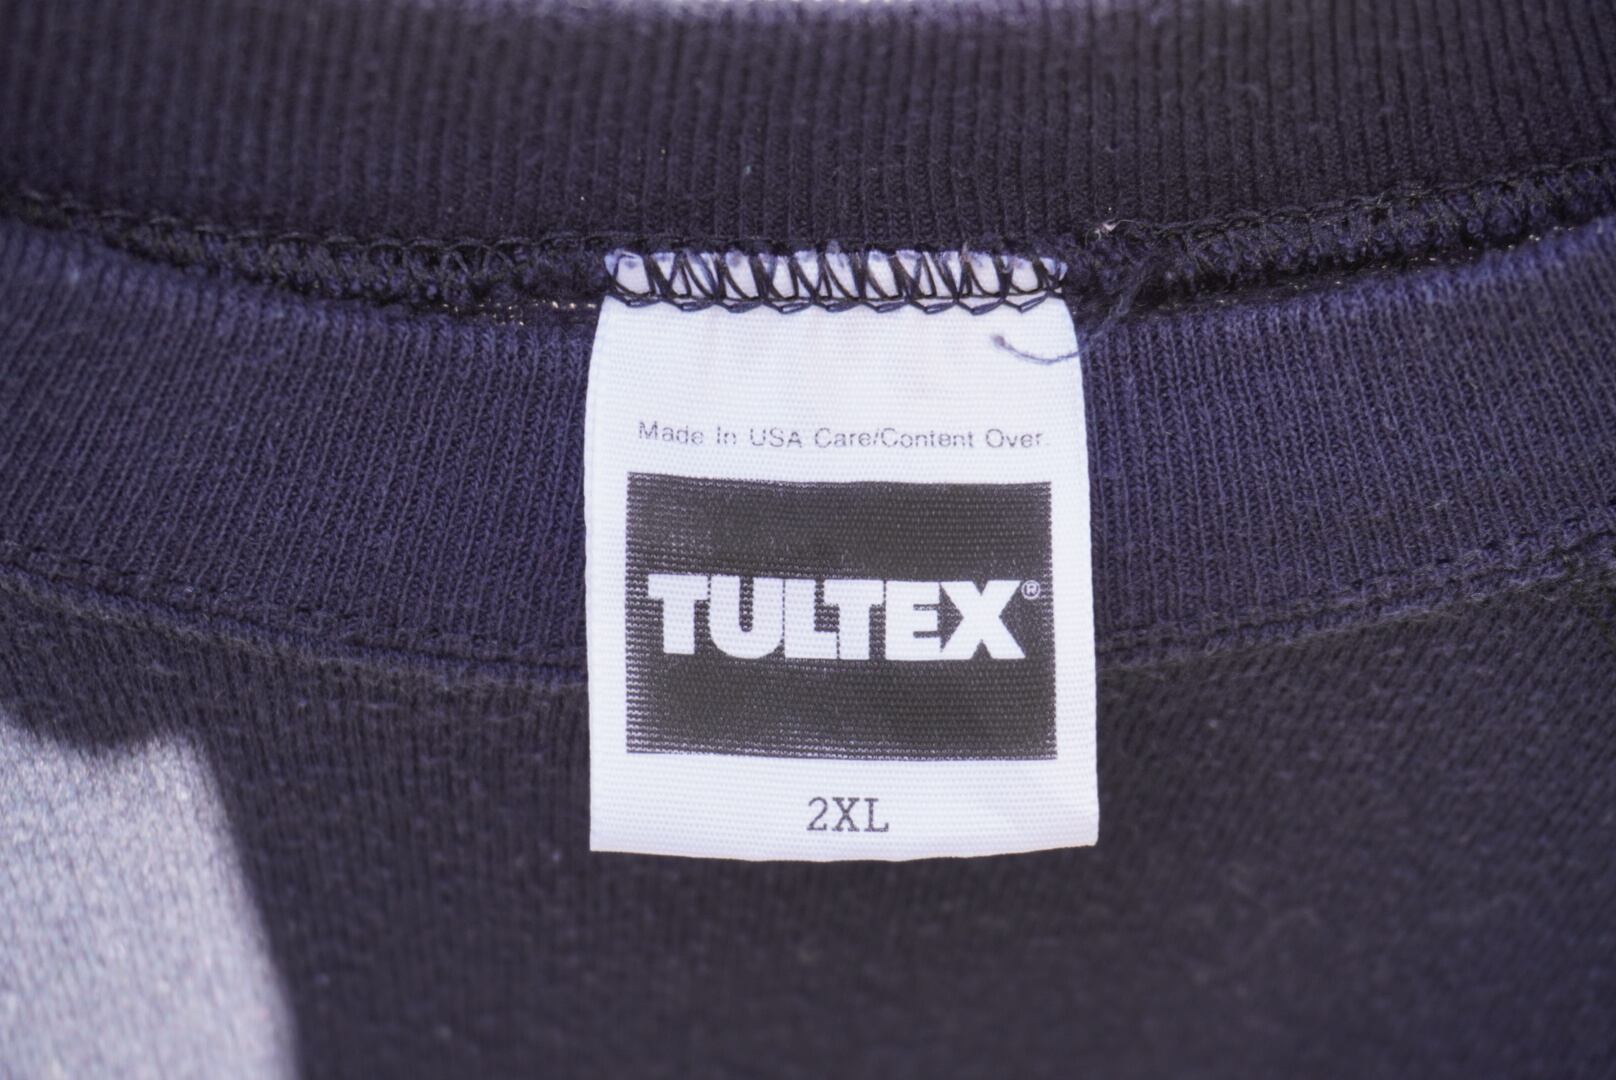 Made In USA Care/Content Over.
TULTEX®
2XL